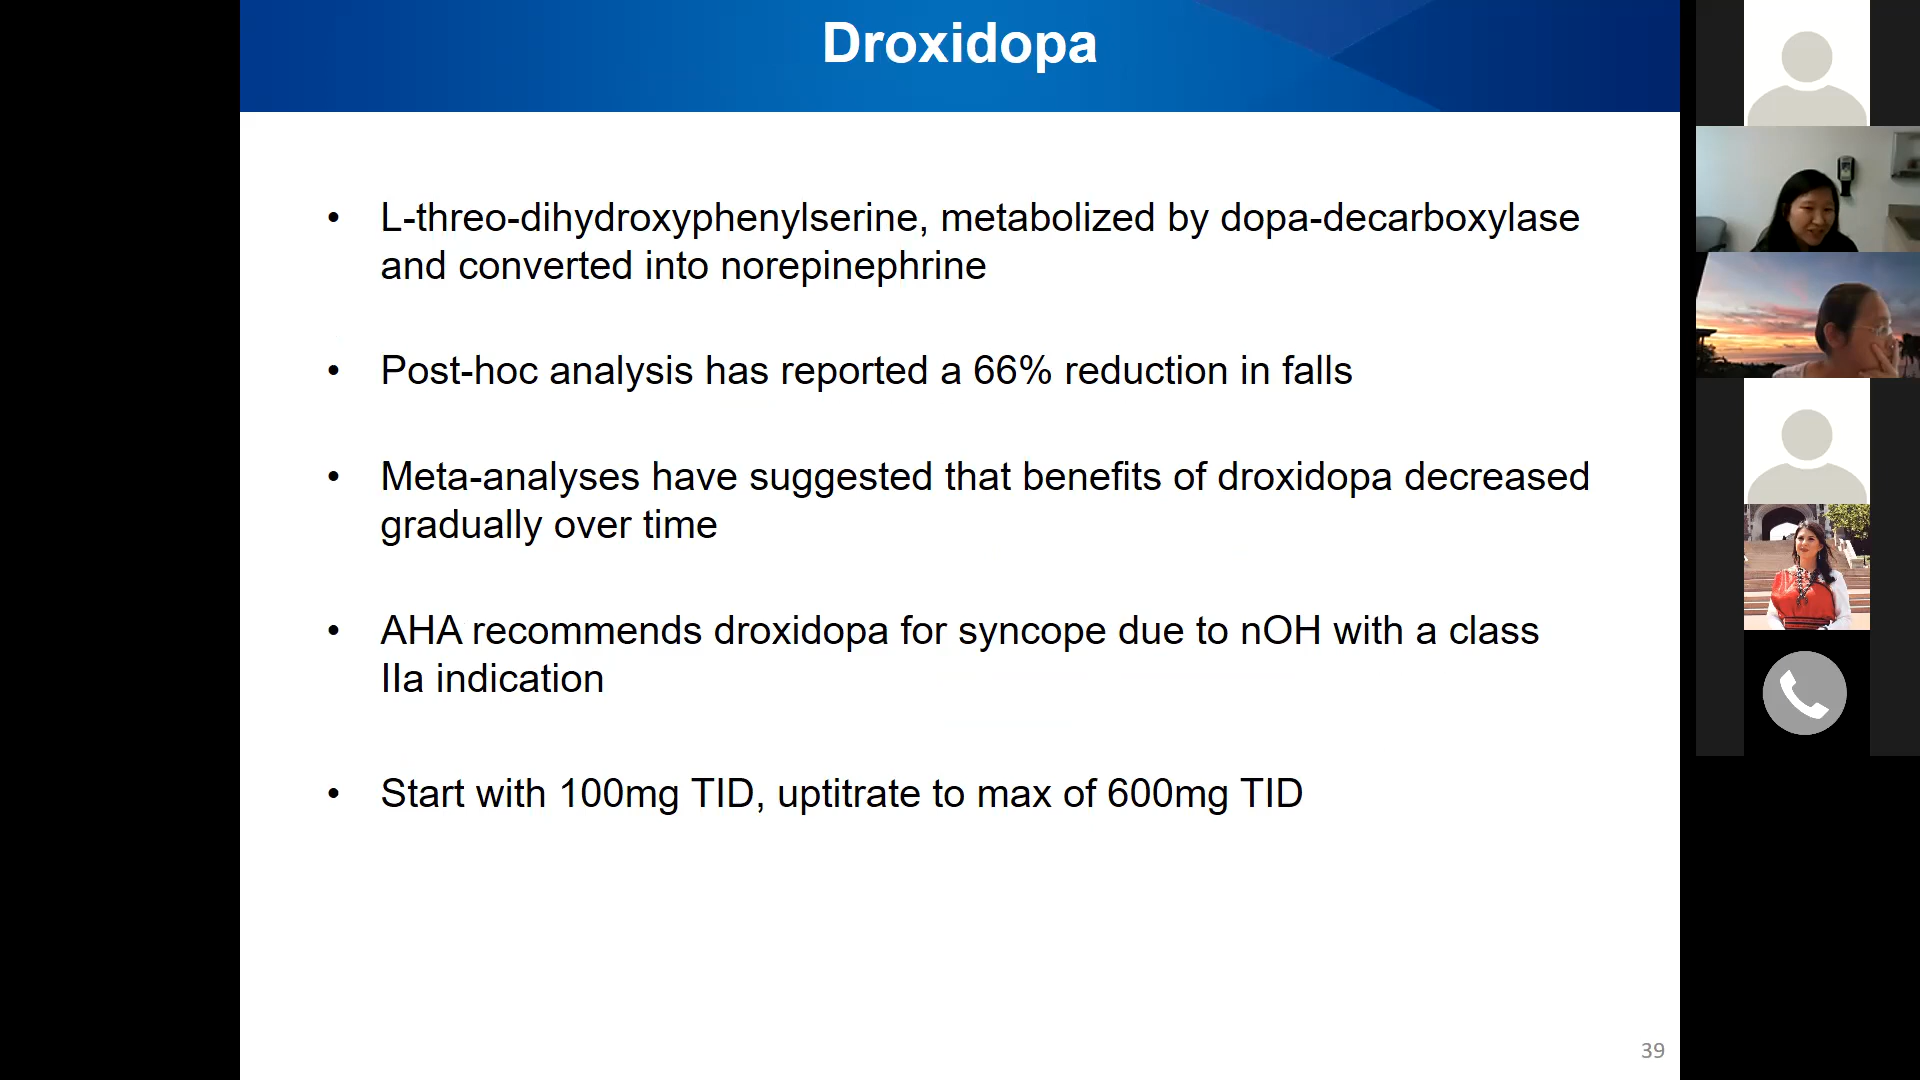 Droxidopa
• L-threo-dihydroxyphenylserine, metabolized by dopa-decarboxylase
and converted into norepinephrine
• Post-hoc analysis has reported a 66% reduction in falls
• Meta-analyses have suggested that benefits of droxidopa decreased
gradually over time
• AHA recommends droxidopa for syncope due to nOH with a class
IIa indication
• Start with 100mg TID, uptitrate to max of 600mg TID
39